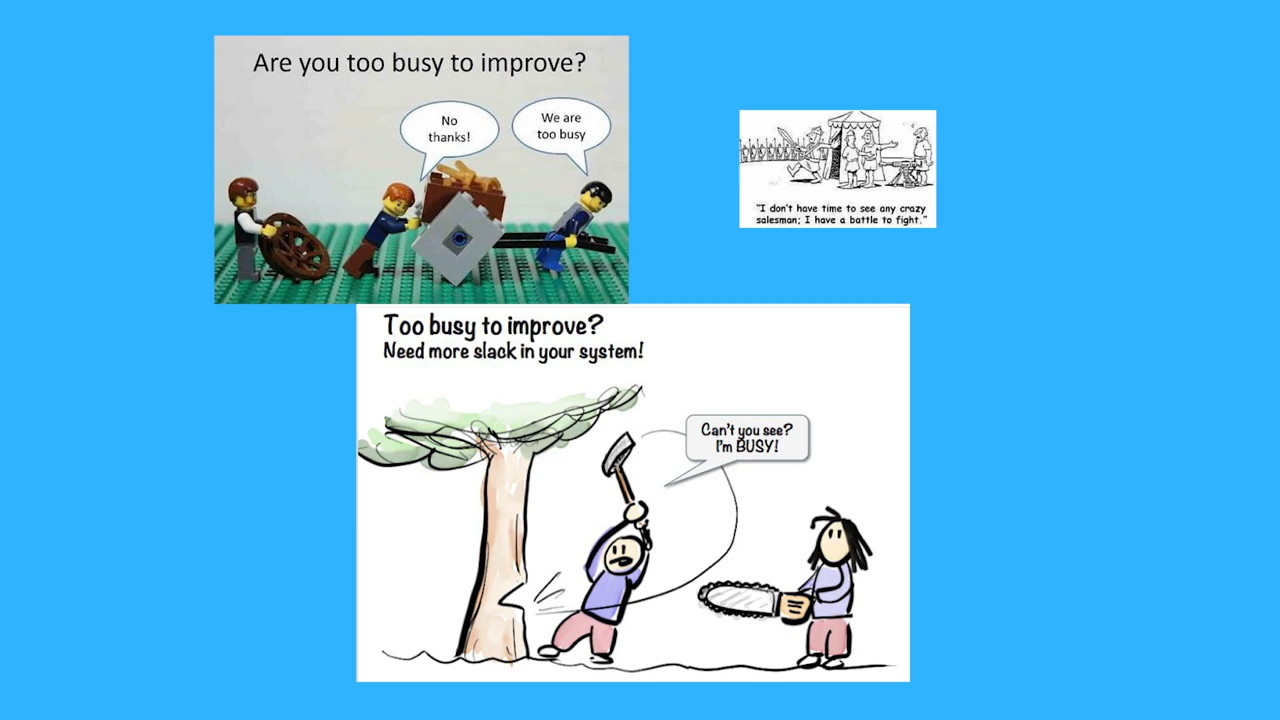 Are you too busy to improve?
No
thanks!
We are
too busy
"I don't have time to see any crazy
salesman; I have a battle to fight."
Too busy to improve?
Need more slack in your system!
Can't you see?
I'm BUSY!